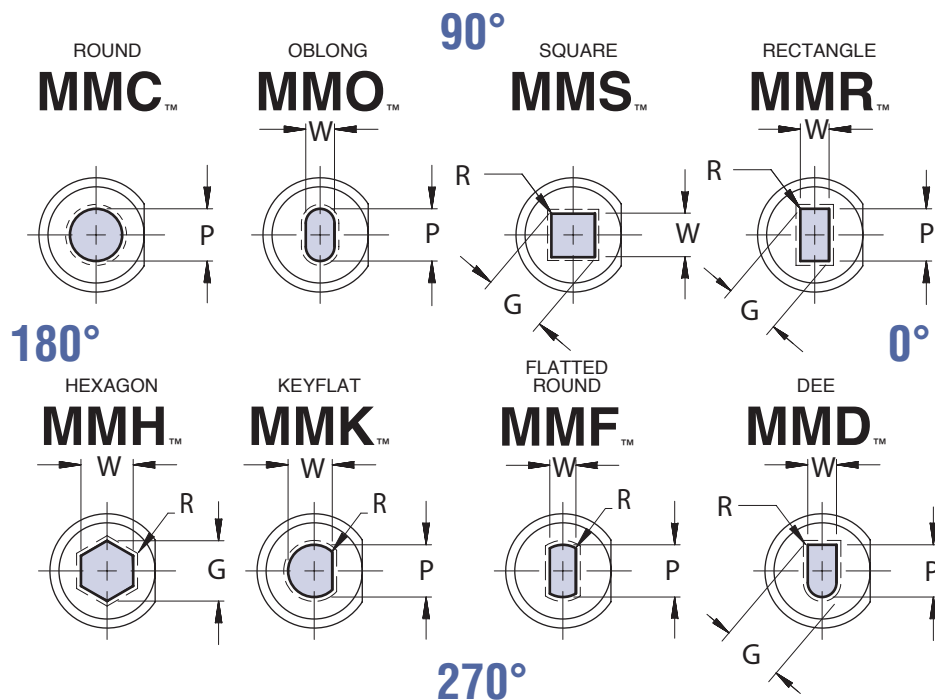 90°
ROUND OBLONG SQUARE RECTANGLE
MMC™ MMO™ MMS™ MMR™
W W
R R
P P W P
G G
180° 0°
HEXAGON KEYFLAT FLATTED ROUND DEE
MMH™ MMK™ MMF™ MMD™
W W W W
R R R R
G P P P
G
270°